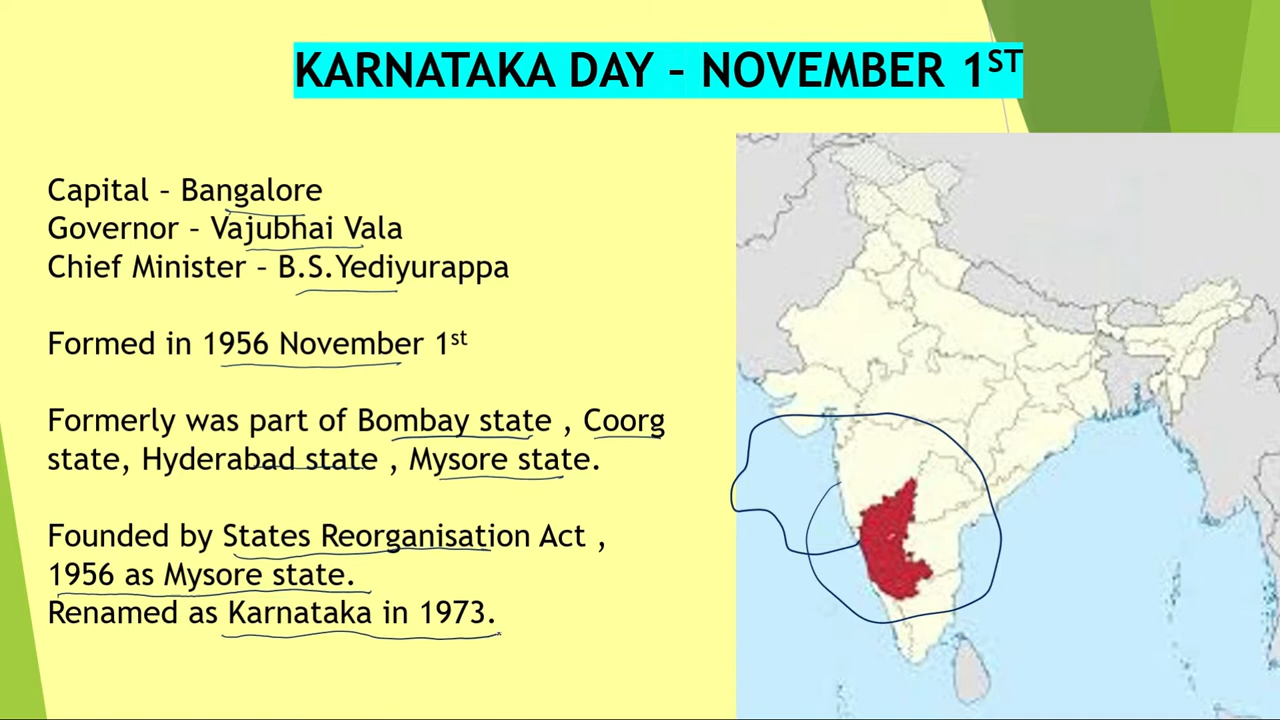 KARNATAKA DAY – NOVEMBER 1ST
Capital – Bangalore
Governor – Vajubhai Vala
Chief Minister – B.S.Yediyurappa
Formed in 1956 November 1st
Formerly was part of Bombay state , Coorg
state, Hyderabad state , Mysore state.
Founded by States Reorganisation Act ,
1956 as Mysore state.
Renamed as Karnataka in 1973.